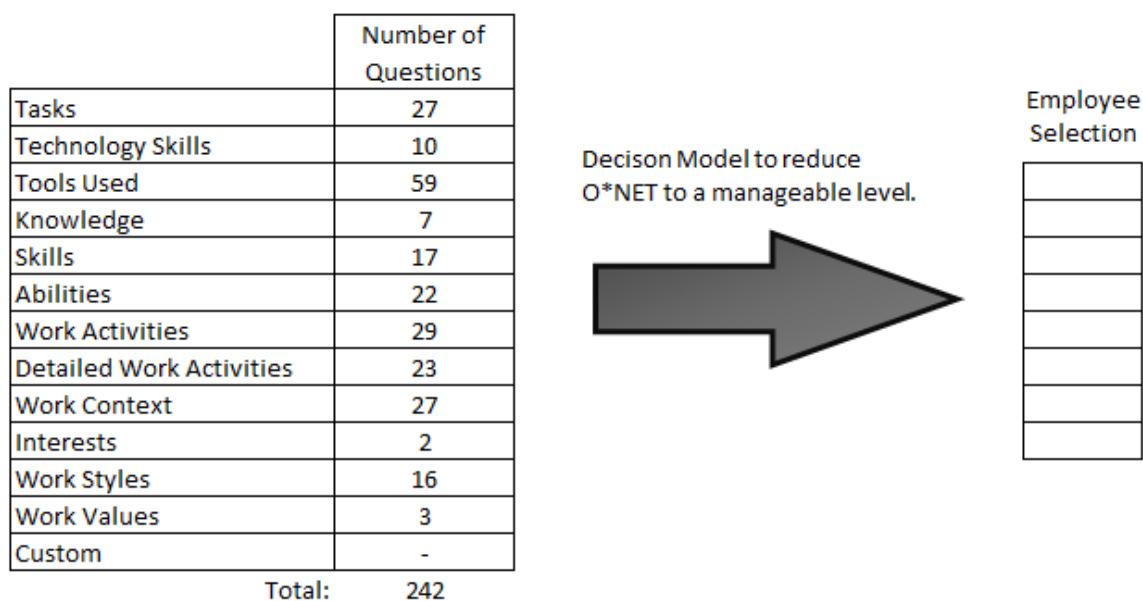 Number of
Questions
Tasks 27
Technology Skills 10
Tools Used 59
Knowledge 7
Skills 17
Abilities 22
Work Activities 29
Detailed Work Activities 23
Work Context 27
Interests 2
Work Styles 16
Work Values 3
Custom -
Total: 242
Decison Model to reduce
O*NET to a manageable level.
Employee
Selection